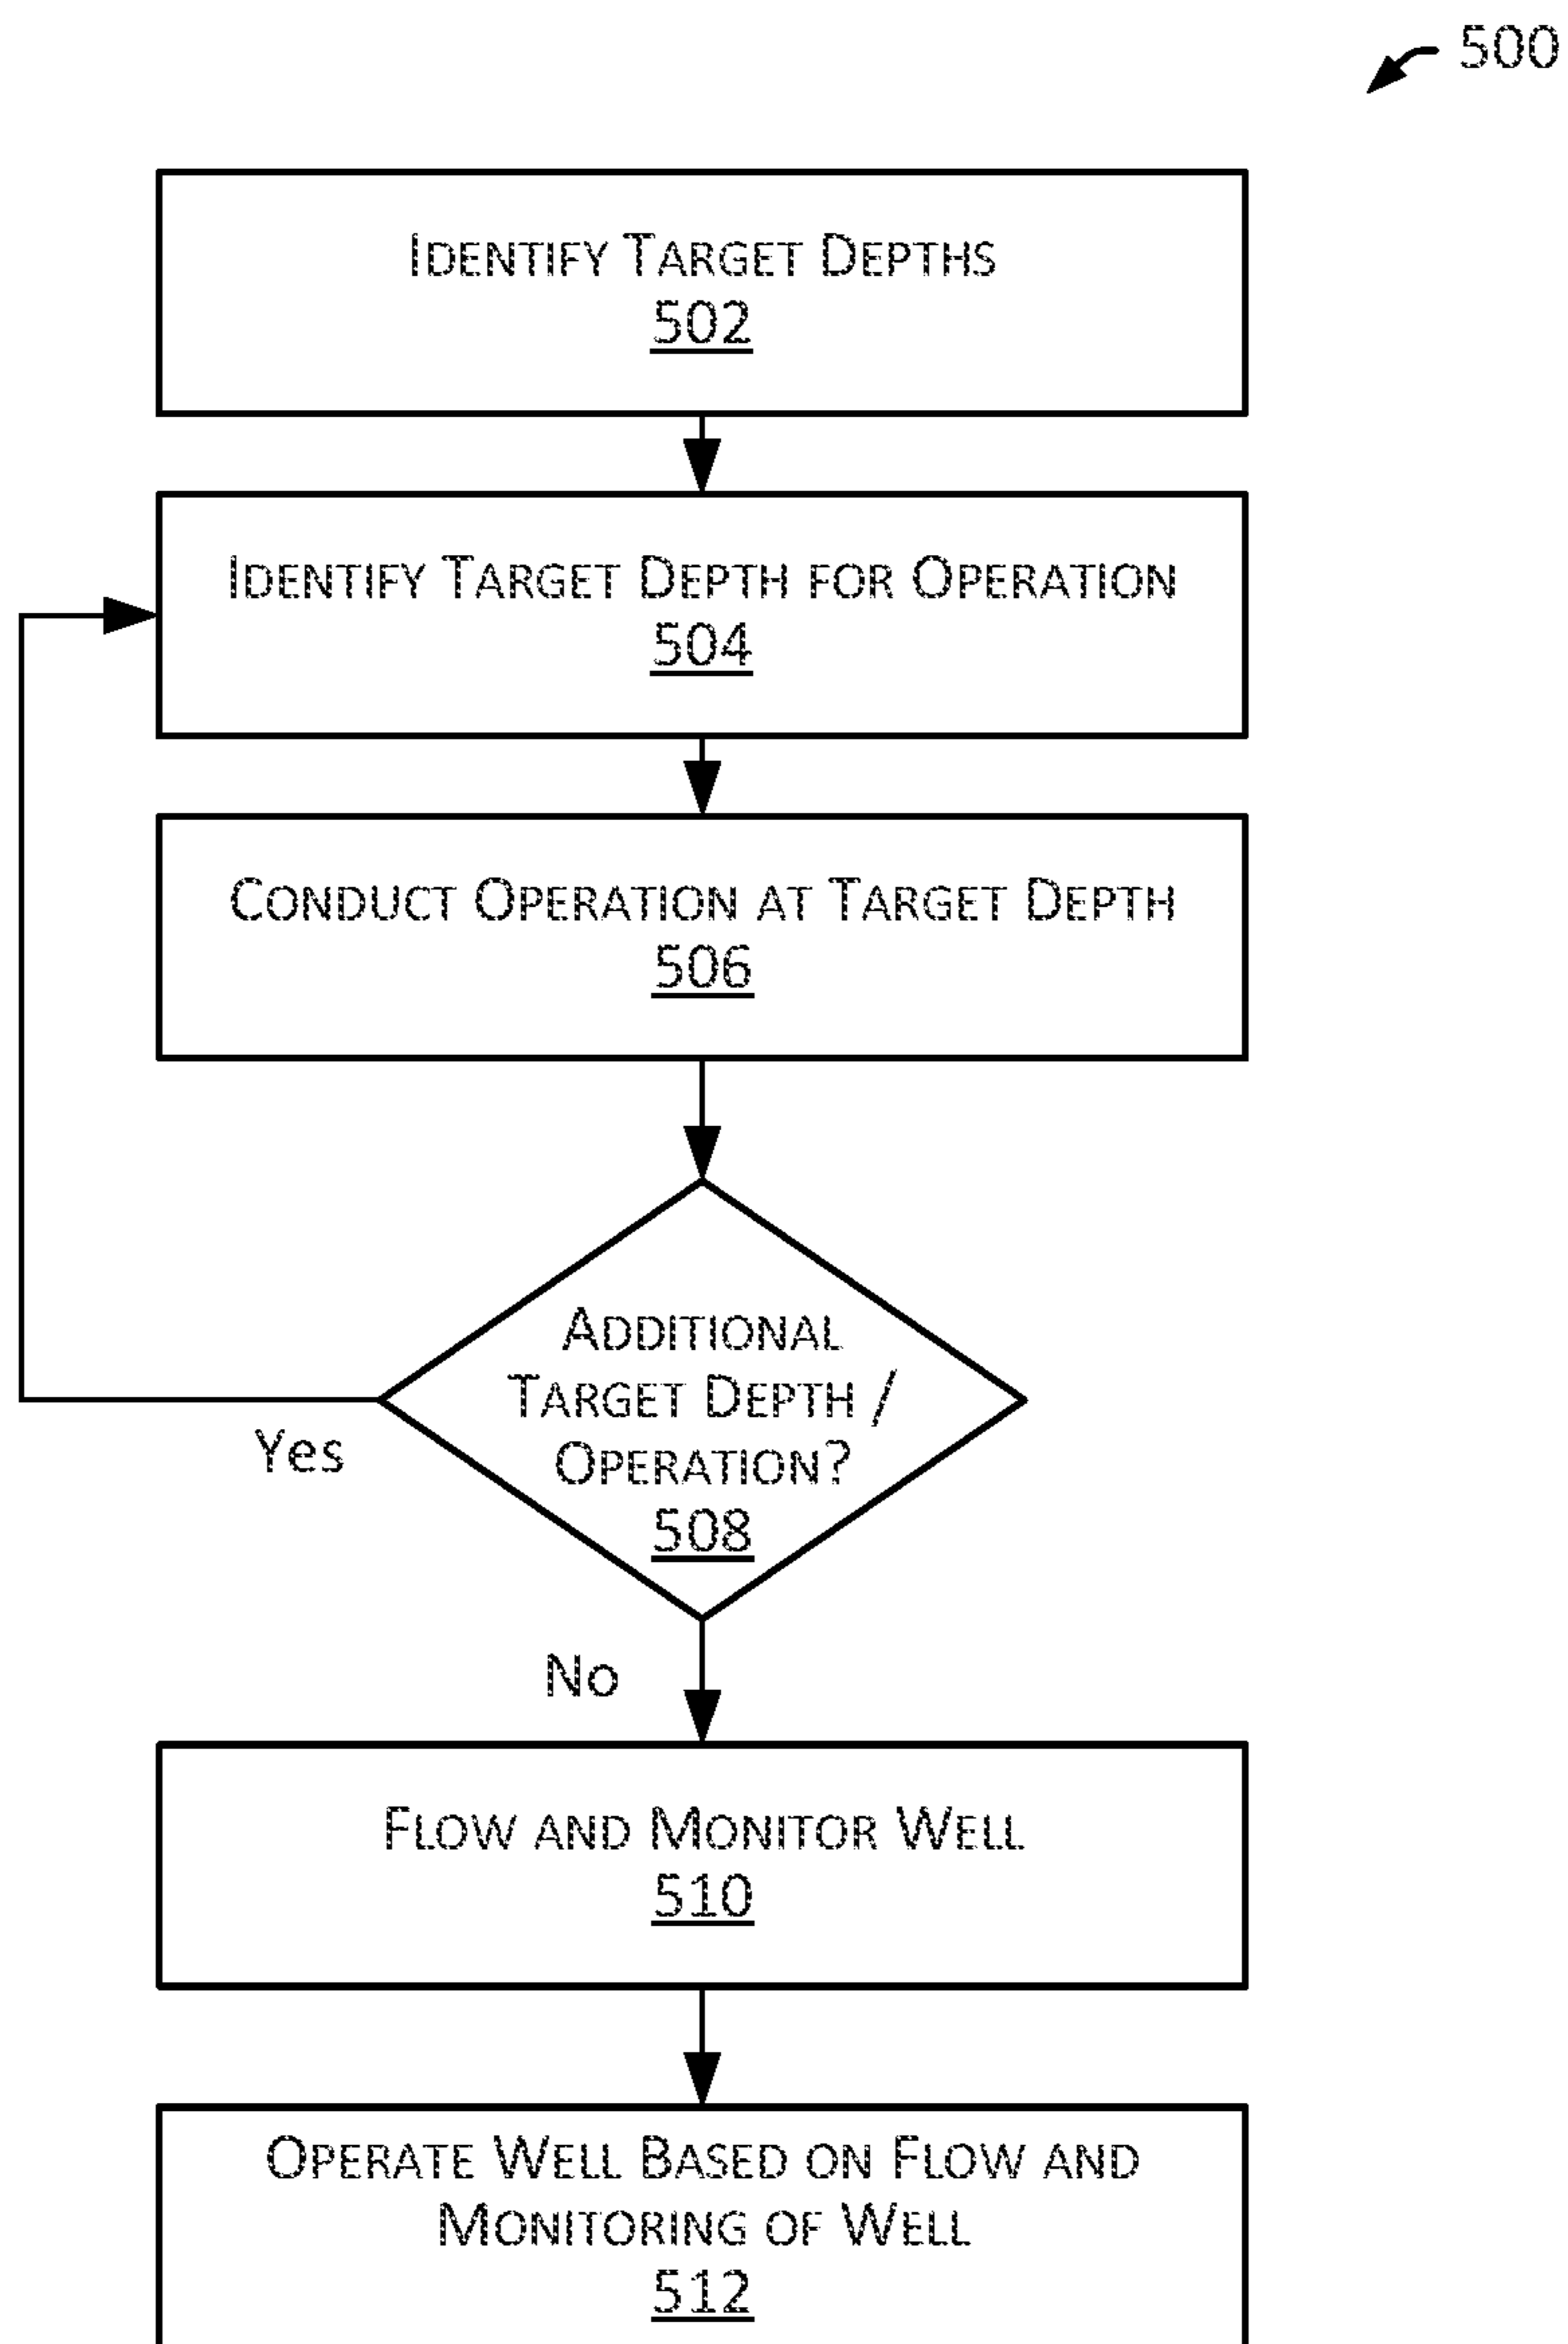 500
IDENTIFY TARGET DEPTHS
502
IDENTIFY TARGET DEPTH FOR OPERATION
504
CONDUCT OPERATION AT TARGET DEPTH
506
ADDITIONAL
TARGET DEPTH /
OPERATION?
508
Yes
No
FLOW AND MONITOR WELL
510
OPERATE WELL BASED ON FLOW AND
MONITORING OF WELL
512